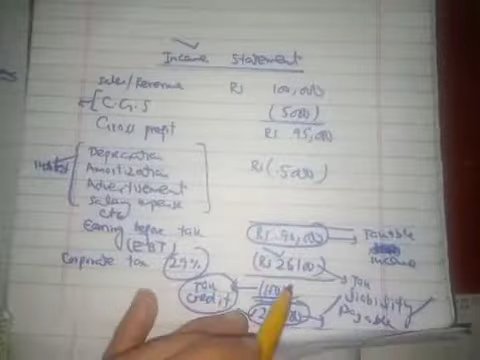 Income Statement
Sales/Revenue Rs 100,000
C.G.S (5000)
Gross profit Rs 95,000
Depreciation
Amortization Rs (5000)
Advertisement
Salary expense
etc
Earning before tax Rs 90,000 Taxable
(EBT) income
Corporate tax 29% (Rs 26100) Tax
Tax liability
credit Payable